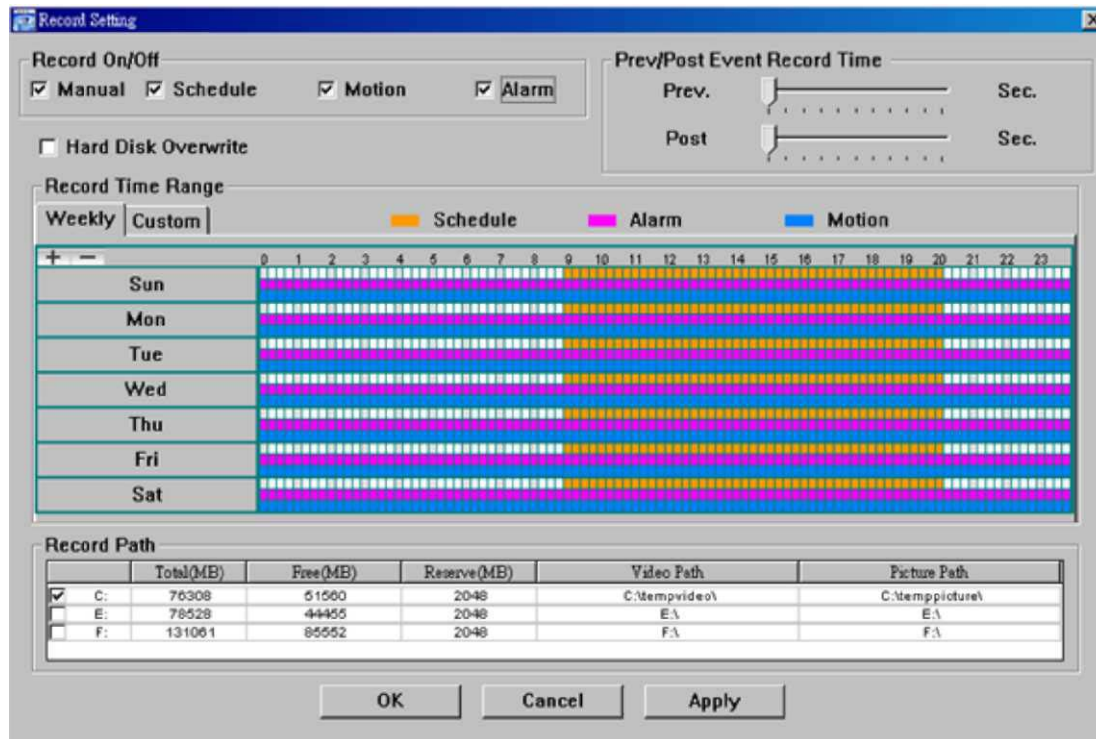 Record Setting
Record On/Off
Manual Schedule Motion Alarm
Prev/Post Event Record Time
Prev. Sec.
Post Sec.
Hard Disk Overwrite
Record Time Range
Weekly Custom Schedule Alarm Motion
+ - 0 1 2 3 4 5 6 7 8 9 10 11 12 13 14 15 16 17 18 19 20 21 22 23
Sun
Mon
Tue
Wed
Thu
Fri
Sat
Record Path
Total(MB) Free(MB) Reserve(MB) Video Path Picture Path
C: 76308 51560 2048 C:\tempvideo\ C:\temppicture\
E: 78528 44455 2048 E:\ E:\
F: 131061 85552 2048 F:\ F:\
OK Cancel Apply